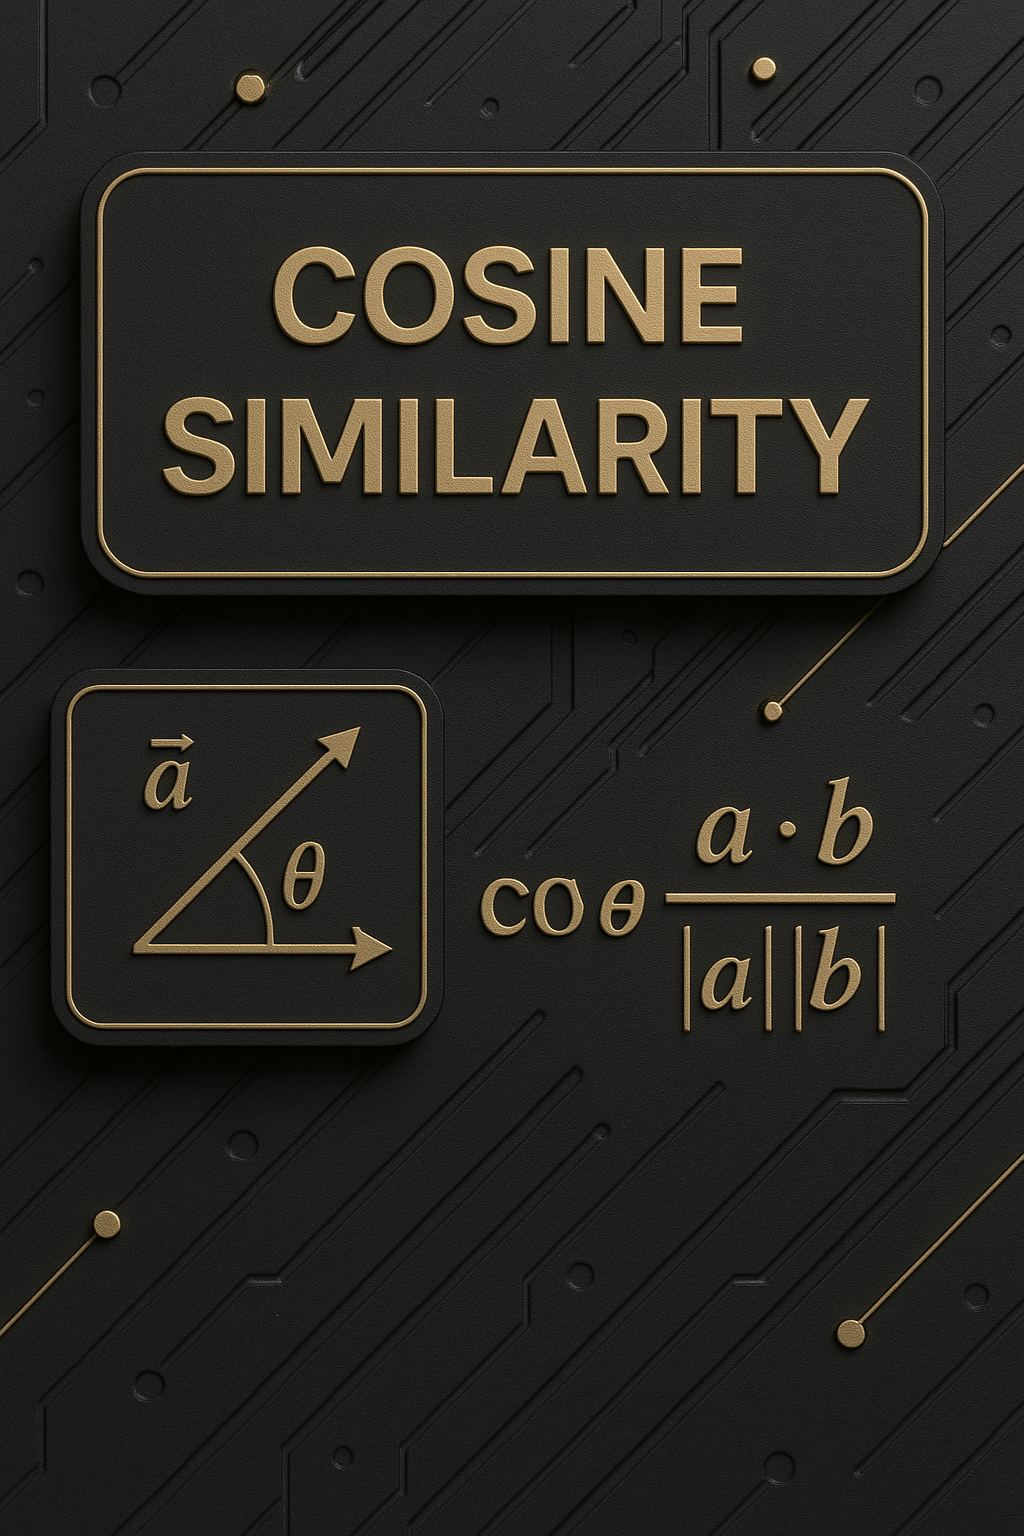 COSINE
SIMILARITY
a⃗
θ
coθ
a · b
|a||b|